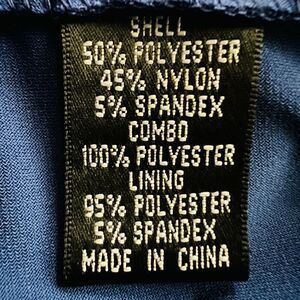 SHELL
50% POLYESTER
45% NYLON
5% SPANDEX
COMBO
100% POLYESTER
LINING
95% POLYESTER
5% SPANDEX
MADE IN CHINA